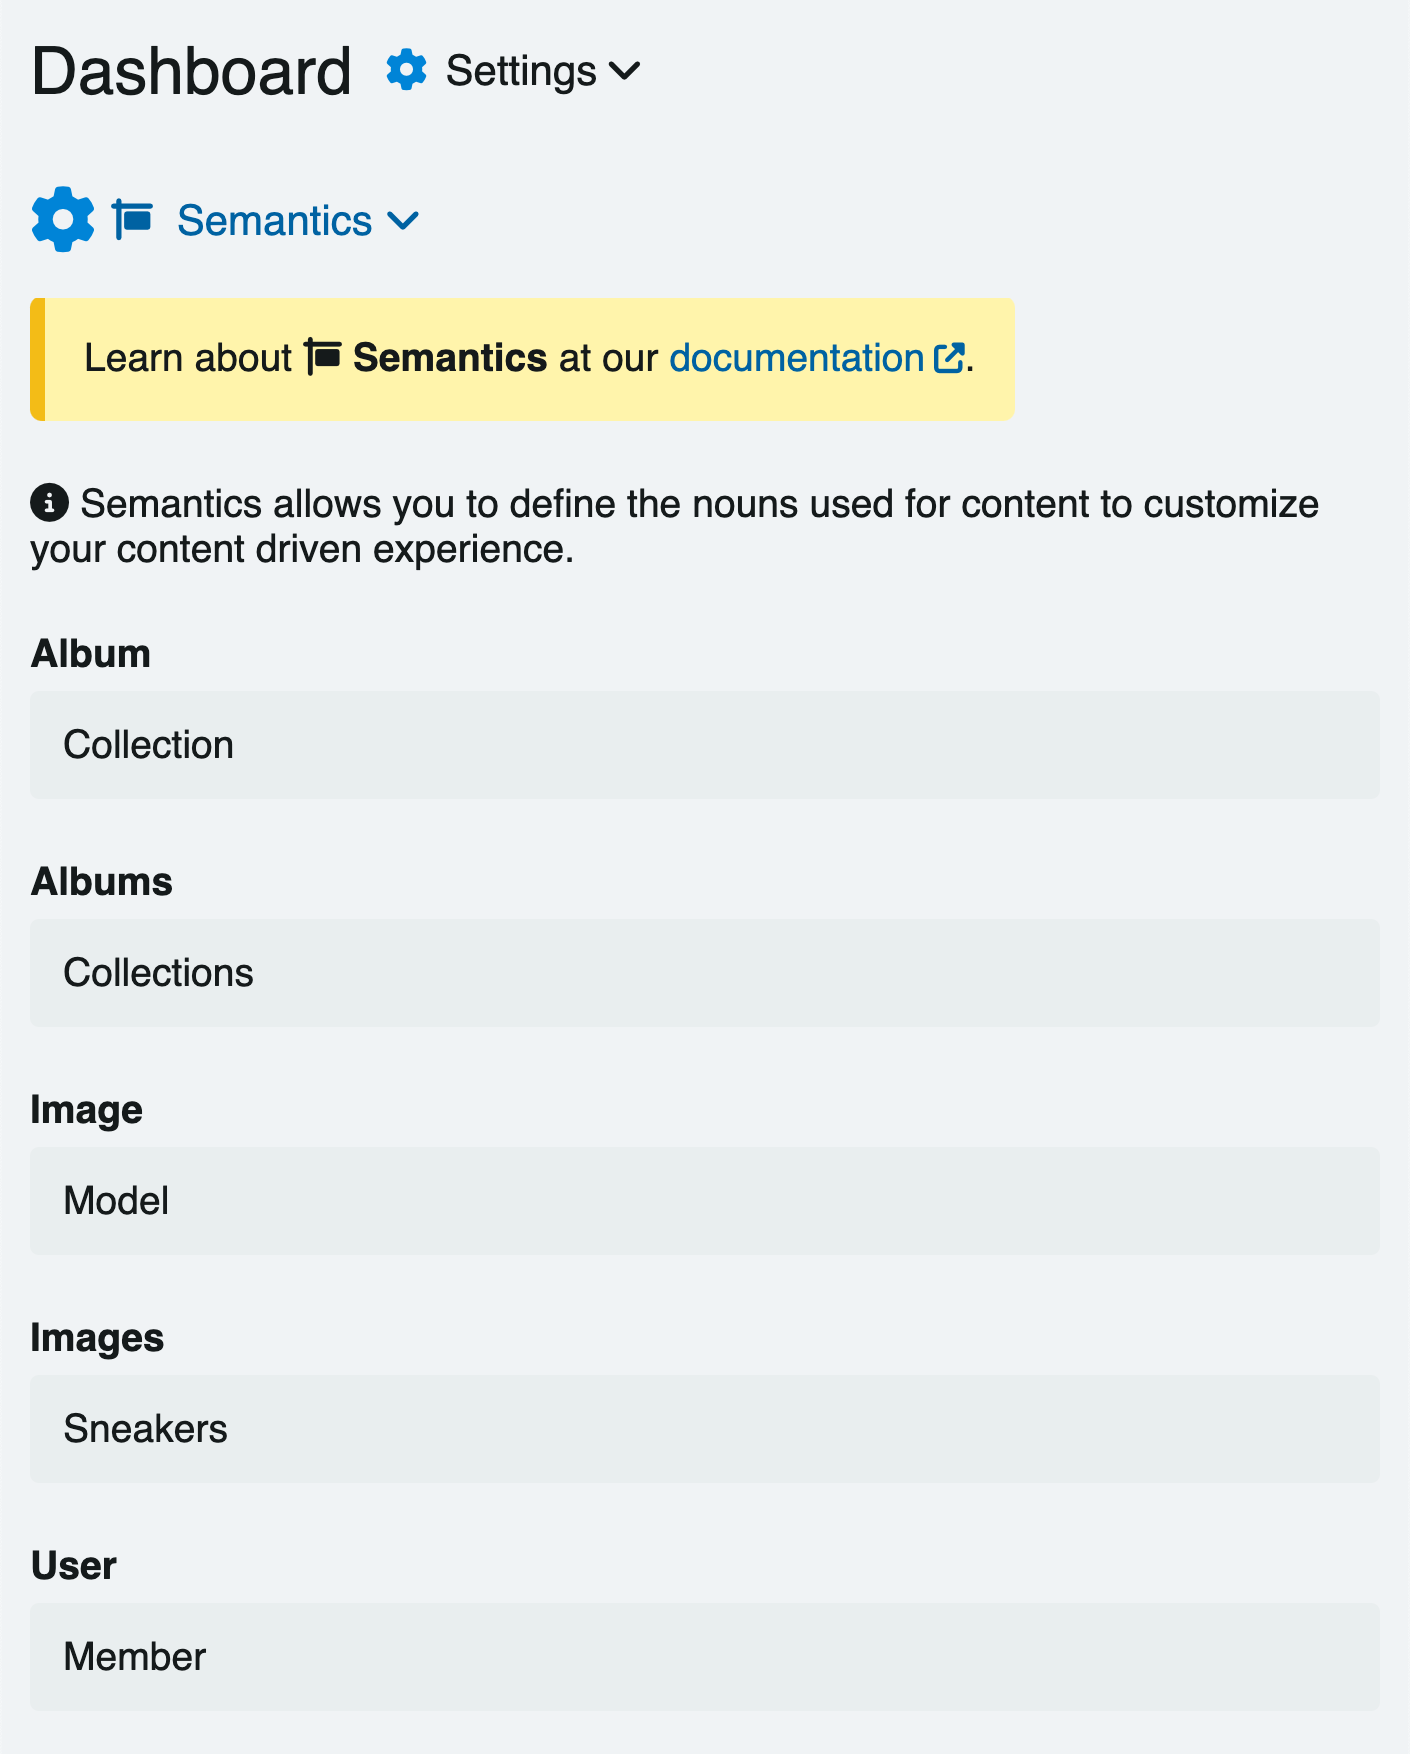 Dashboard Settings
Semantics
Learn about Semantics at our documentation.
Semantics allows you to define the nouns used for content to customize
your content driven experience.
Album
Collection
Albums
Collections
Image
Model
Images
Sneakers
User
Member